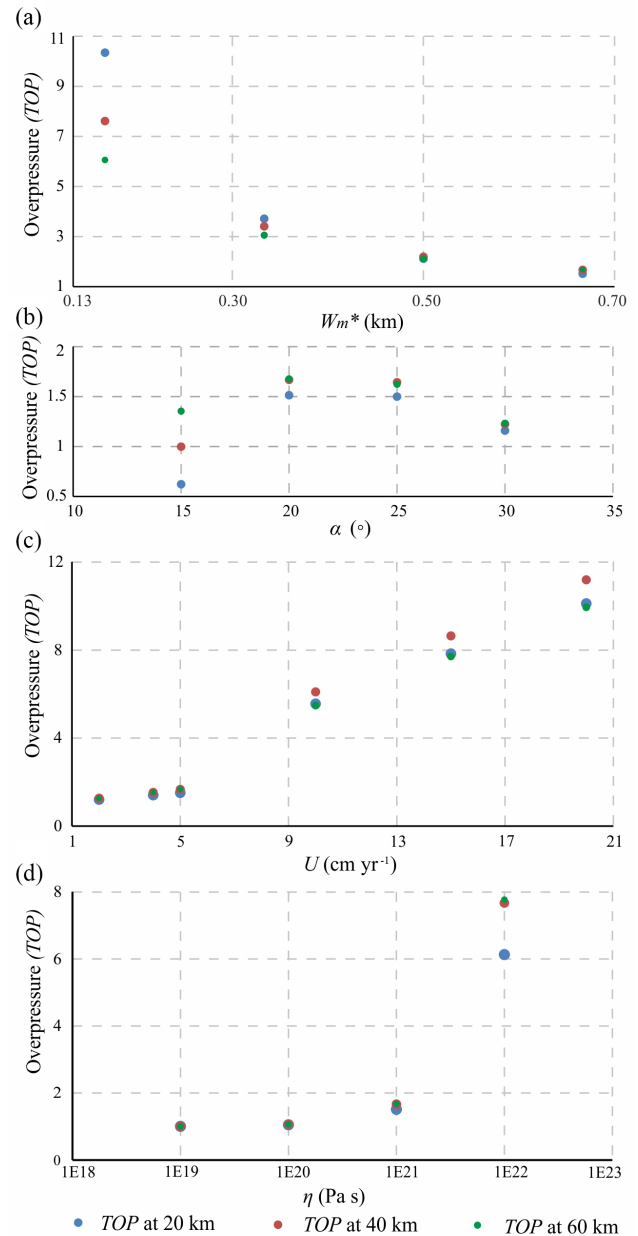 (a)
11
9
7
5
3
1
Overpressure (TOP)
0.13 0.30 0.50 0.70
Wm* (km)
(b)
2
1.5
1
0.5
Overpressure (TOP)
10 15 20 25 30 35
α (°)
(c)
12
8
4
0
Overpressure (TOP)
1 5 9 13 17 21
U (cm yr-1)
(d)
8
6
4
2
0
Overpressure (TOP)
1E18 1E19 1E20 1E21 1E22 1E23
η (Pa s)
TOP at 20 km TOP at 40 km TOP at 60 km